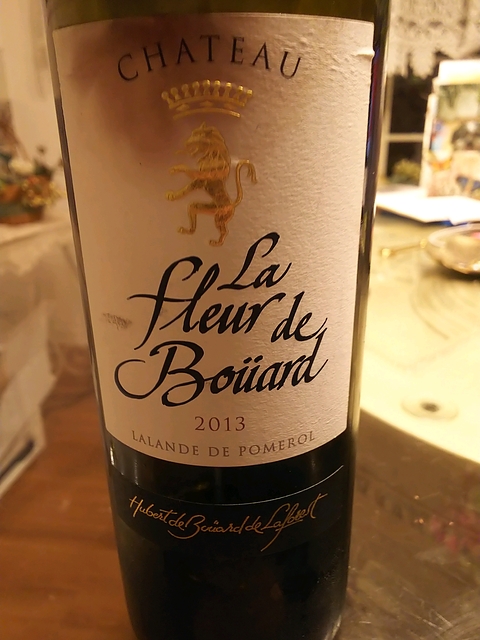 CHATEAU
La
fleur de
Boüard
2013
LALANDE DE POMEROL
Hubert de Boüard de Laforest